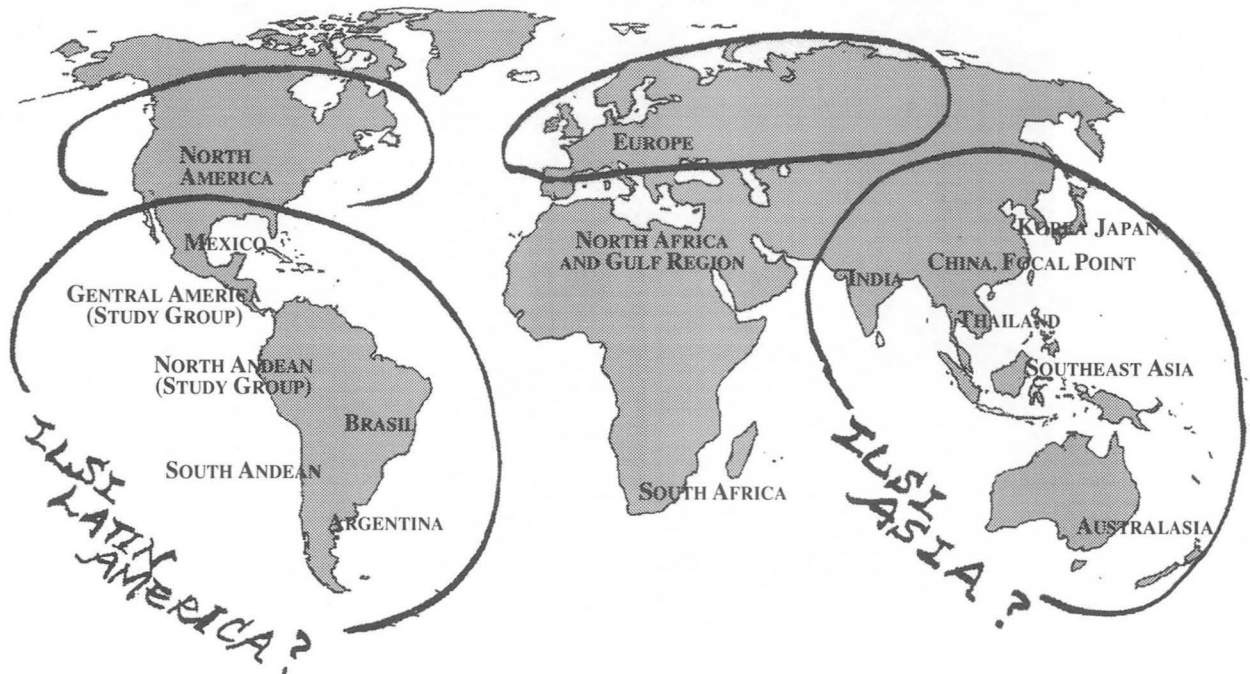 NORTH
AMERICA
EUROPE
MEXICO
NORTH AFRICA
AND GULF REGION
KOREA JAPAN
INDIA
CHINA, FOCAL POINT
GENTRAL AMERICA
(STUDY GROUP)
THAILAND
NORTH ANDEAN
(STUDY GROUP)
SOUTHEAST ASIA
BRASIL
SOUTH ANDEAN
SOUTH AFRICA
ARGENTINA
AUSTRALASIA
ILSI
LATIN
AMERICA?
ILSI
ASIA?